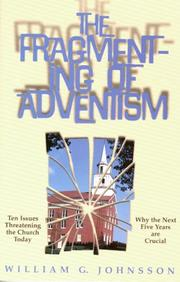 THE
FRAGMENT-
ING OF
ADVENTISM
Ten Issues
Threatening
the Church
Today
Why the Next
Five Years
are
Crucial
WILLIAM G. JOHNSSON